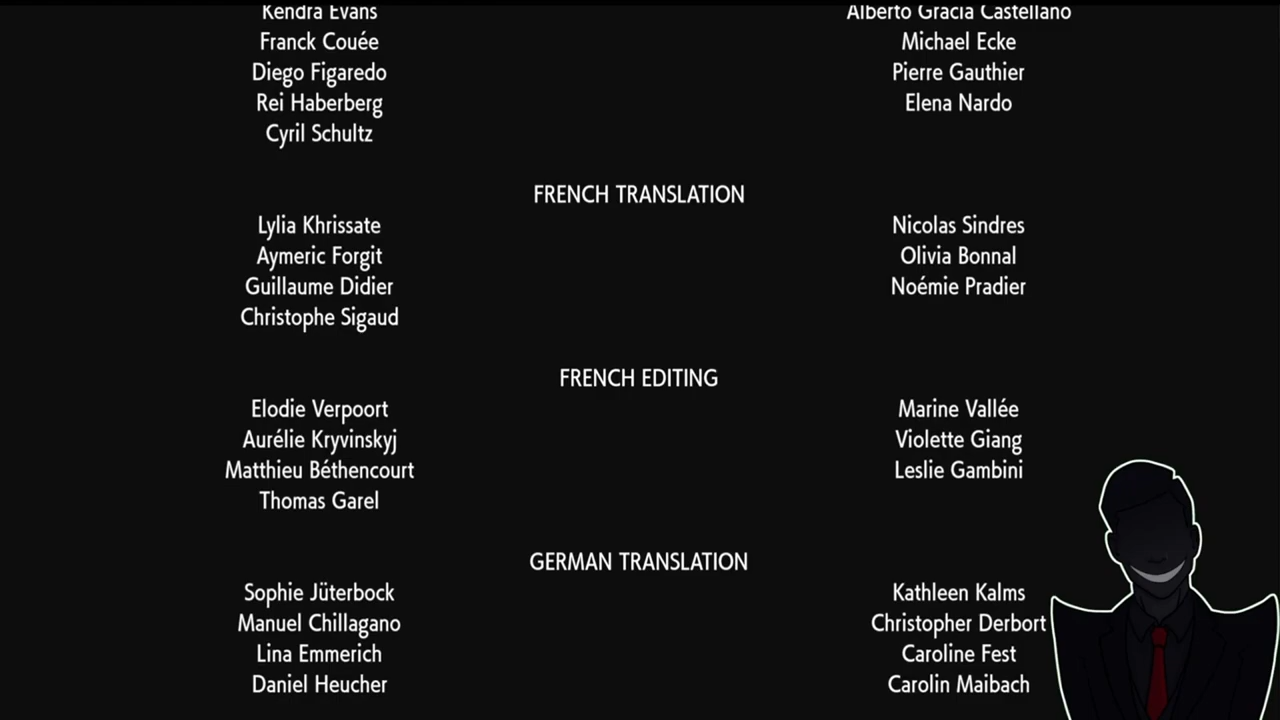 Kendra Evans Alberto Gracia Castellano
Franck Couée Michael Ecke
Diego Figaredo Pierre Gauthier
Rei Haberberg Elena Nardo
Cyril Schultz
FRENCH TRANSLATION
Lylia Khrissate Nicolas Sindres
Aymeric Forgit Olivia Bonnal
Guillaume Didier Noémie Pradier
Christophe Sigaud
FRENCH EDITING
Elodie Verpoort Marine Vallée
Aurélie Kryvinskyj Violette Giang
Matthieu Béthencourt Leslie Gambini
Thomas Garel
GERMAN TRANSLATION
Sophie Jüterbock Kathleen Kalms
Manuel Chillagano Christopher Derbort
Lina Emmerich Caroline Fest
Daniel Heucher Carolin Maibach